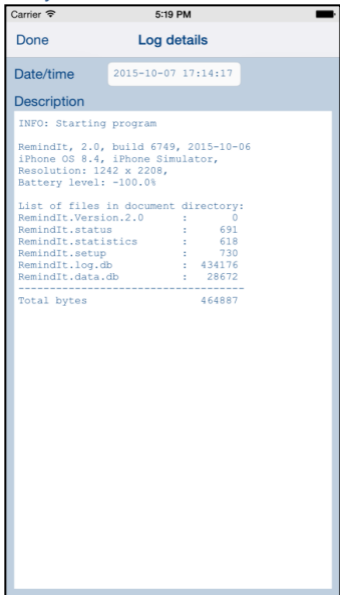 Carrier 5:19 PM
Done Log details
Date/time 2015-10-07 17:14:17
Description
INFO: Starting program
RemindIt, 2.0, build 6749, 2015-10-06
iPhone OS 8.4, iPhone Simulator,
Resolution: 1242 x 2208,
Battery level: -100.0%
List of files in document directory:
RemindIt.Version.2.0 : 0
RemindIt.status : 691
RemindIt.statistics : 618
RemindIt.setup : 730
RemindIt.log.db : 434176
RemindIt.data.db : 28672
------------------------------------
Total bytes 464887